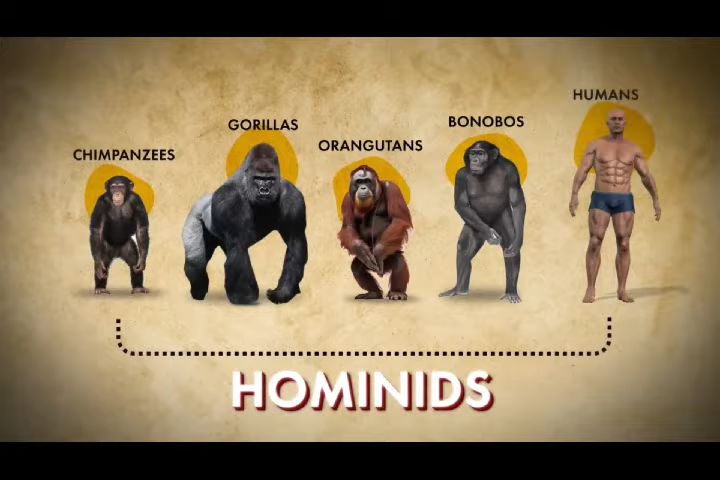 CHIMPANZEES
GORILLAS
ORANGUTANS
BONOBOS
HUMANS
HOMINIDS